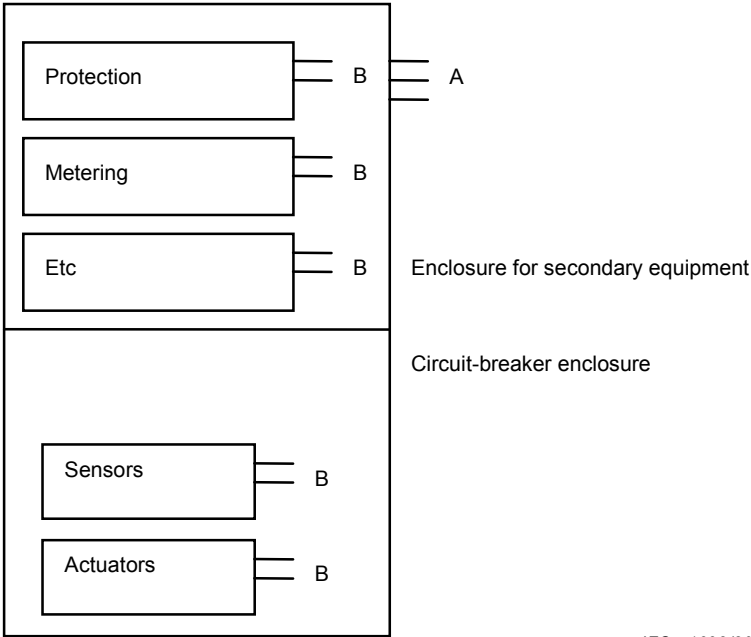 Protection B A
Metering B
Etc B Enclosure for secondary equipment
Circuit-breaker enclosure
Sensors B
Actuators B